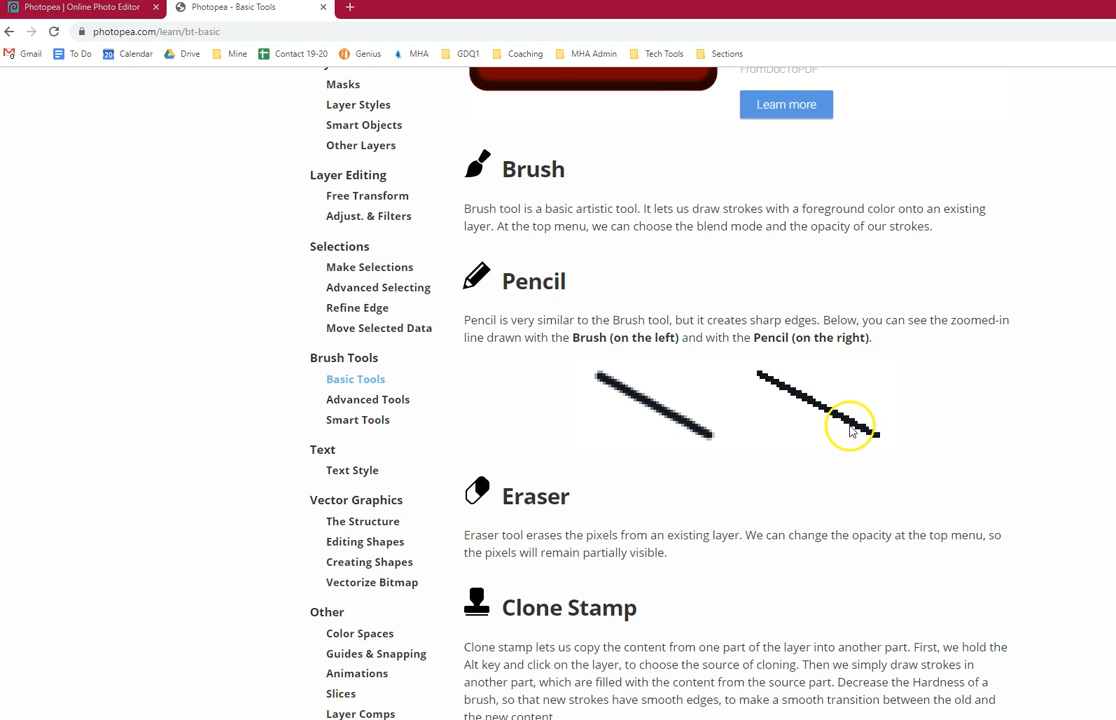 Photopea | Online Photo Editor
Photopea - Basic Tools
photopea.com/learn/bt-basic
Gmail
To Do
20
Calendar
Drive
Mine
Contact 19-20
Genius
MHA
GDQ1
Coaching
MHA Admin
Tech Tools
Sections
Masks
Layer Styles
Smart Objects
Other Layers
Layer Editing
Free Transform
Adjust. & Filters
Selections
Make Selections
Advanced Selecting
Refine Edge
Move Selected Data
Brush Tools
Basic Tools
Advanced Tools
Smart Tools
Text
Text Style
Vector Graphics
The Structure
Editing Shapes
Creating Shapes
Vectorize Bitmap
Other
Color Spaces
Guides & Snapping
Animations
Slices
Layer Comps
FromDocToPDF
Learn more
Brush
Brush tool is a basic artistic tool. It lets us draw strokes with a foreground color onto an existing
layer. At the top menu, we can choose the blend mode and the opacity of our strokes.
Pencil
Pencil is very similar to the Brush tool, but it creates sharp edges. Below, you can see the zoomed-in
line drawn with the Brush (on the left) and with the Pencil (on the right).
Eraser
Eraser tool erases the pixels from an existing layer. We can change the opacity at the top menu, so
the pixels will remain partially visible.
Clone Stamp
Clone stamp lets us copy the content from one part of the layer into another part. First, we hold the
Alt key and click on the layer, to choose the source of cloning. Then we simply draw strokes in
another part, which are filled with the content from the source part. Decrease the Hardness of a
brush, so that new strokes have smooth edges, to make a smooth transition between the old and
the new content.